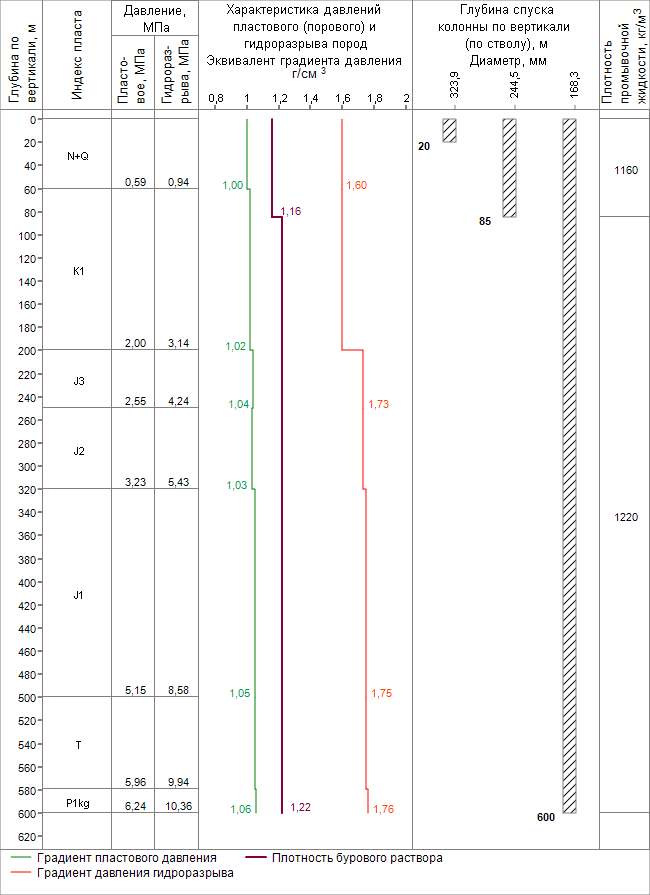 Глубина по
вертикали, м
Индекс пласта
Давление,
МПа
Пласто-
вое, МПа
Гидрораз-
рыва, МПа
Характеристика давлений
пластового (порового) и
гидроразрыва пород
Эквивалент градиента давления
г/см 3
0,8 1 1,2 1,4 1,6 1,8 2
Глубина спуска
колонны по вертикали
(по стволу), м
Диаметр, мм
323,9 244,5 168,3
Плотность
промывочной
жидкости, кг/м3
0
20
40
60
80
100
120
140
160
180
200
220
240
260
280
300
320
340
360
380
400
420
440
460
480
500
520
540
560
580
600
620
N+Q
0,59 0,94
K1
2,00 3,14
J3
2,55 4,24
J2
3,23 5,43
J1
5,15 8,58
T
5,96 9,94
P1kg
6,24 10,36
1,00 1,60
1,16
1,02
1,04 1,73
1,03
1,05 1,75
1,06 1,22 1,76
20
85
600
1160
1220
Градиент пластового давления
Плотность бурового раствора
Градиент давления гидроразрыва